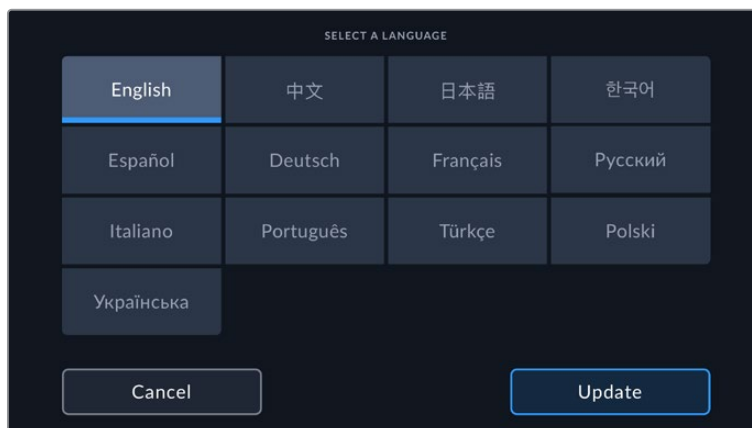 SELECT A LANGUAGE
English 中文 日本語 한국어
Español Deutsch Français Русский
Italiano Português Türkçe Polski
Українська
Cancel Update